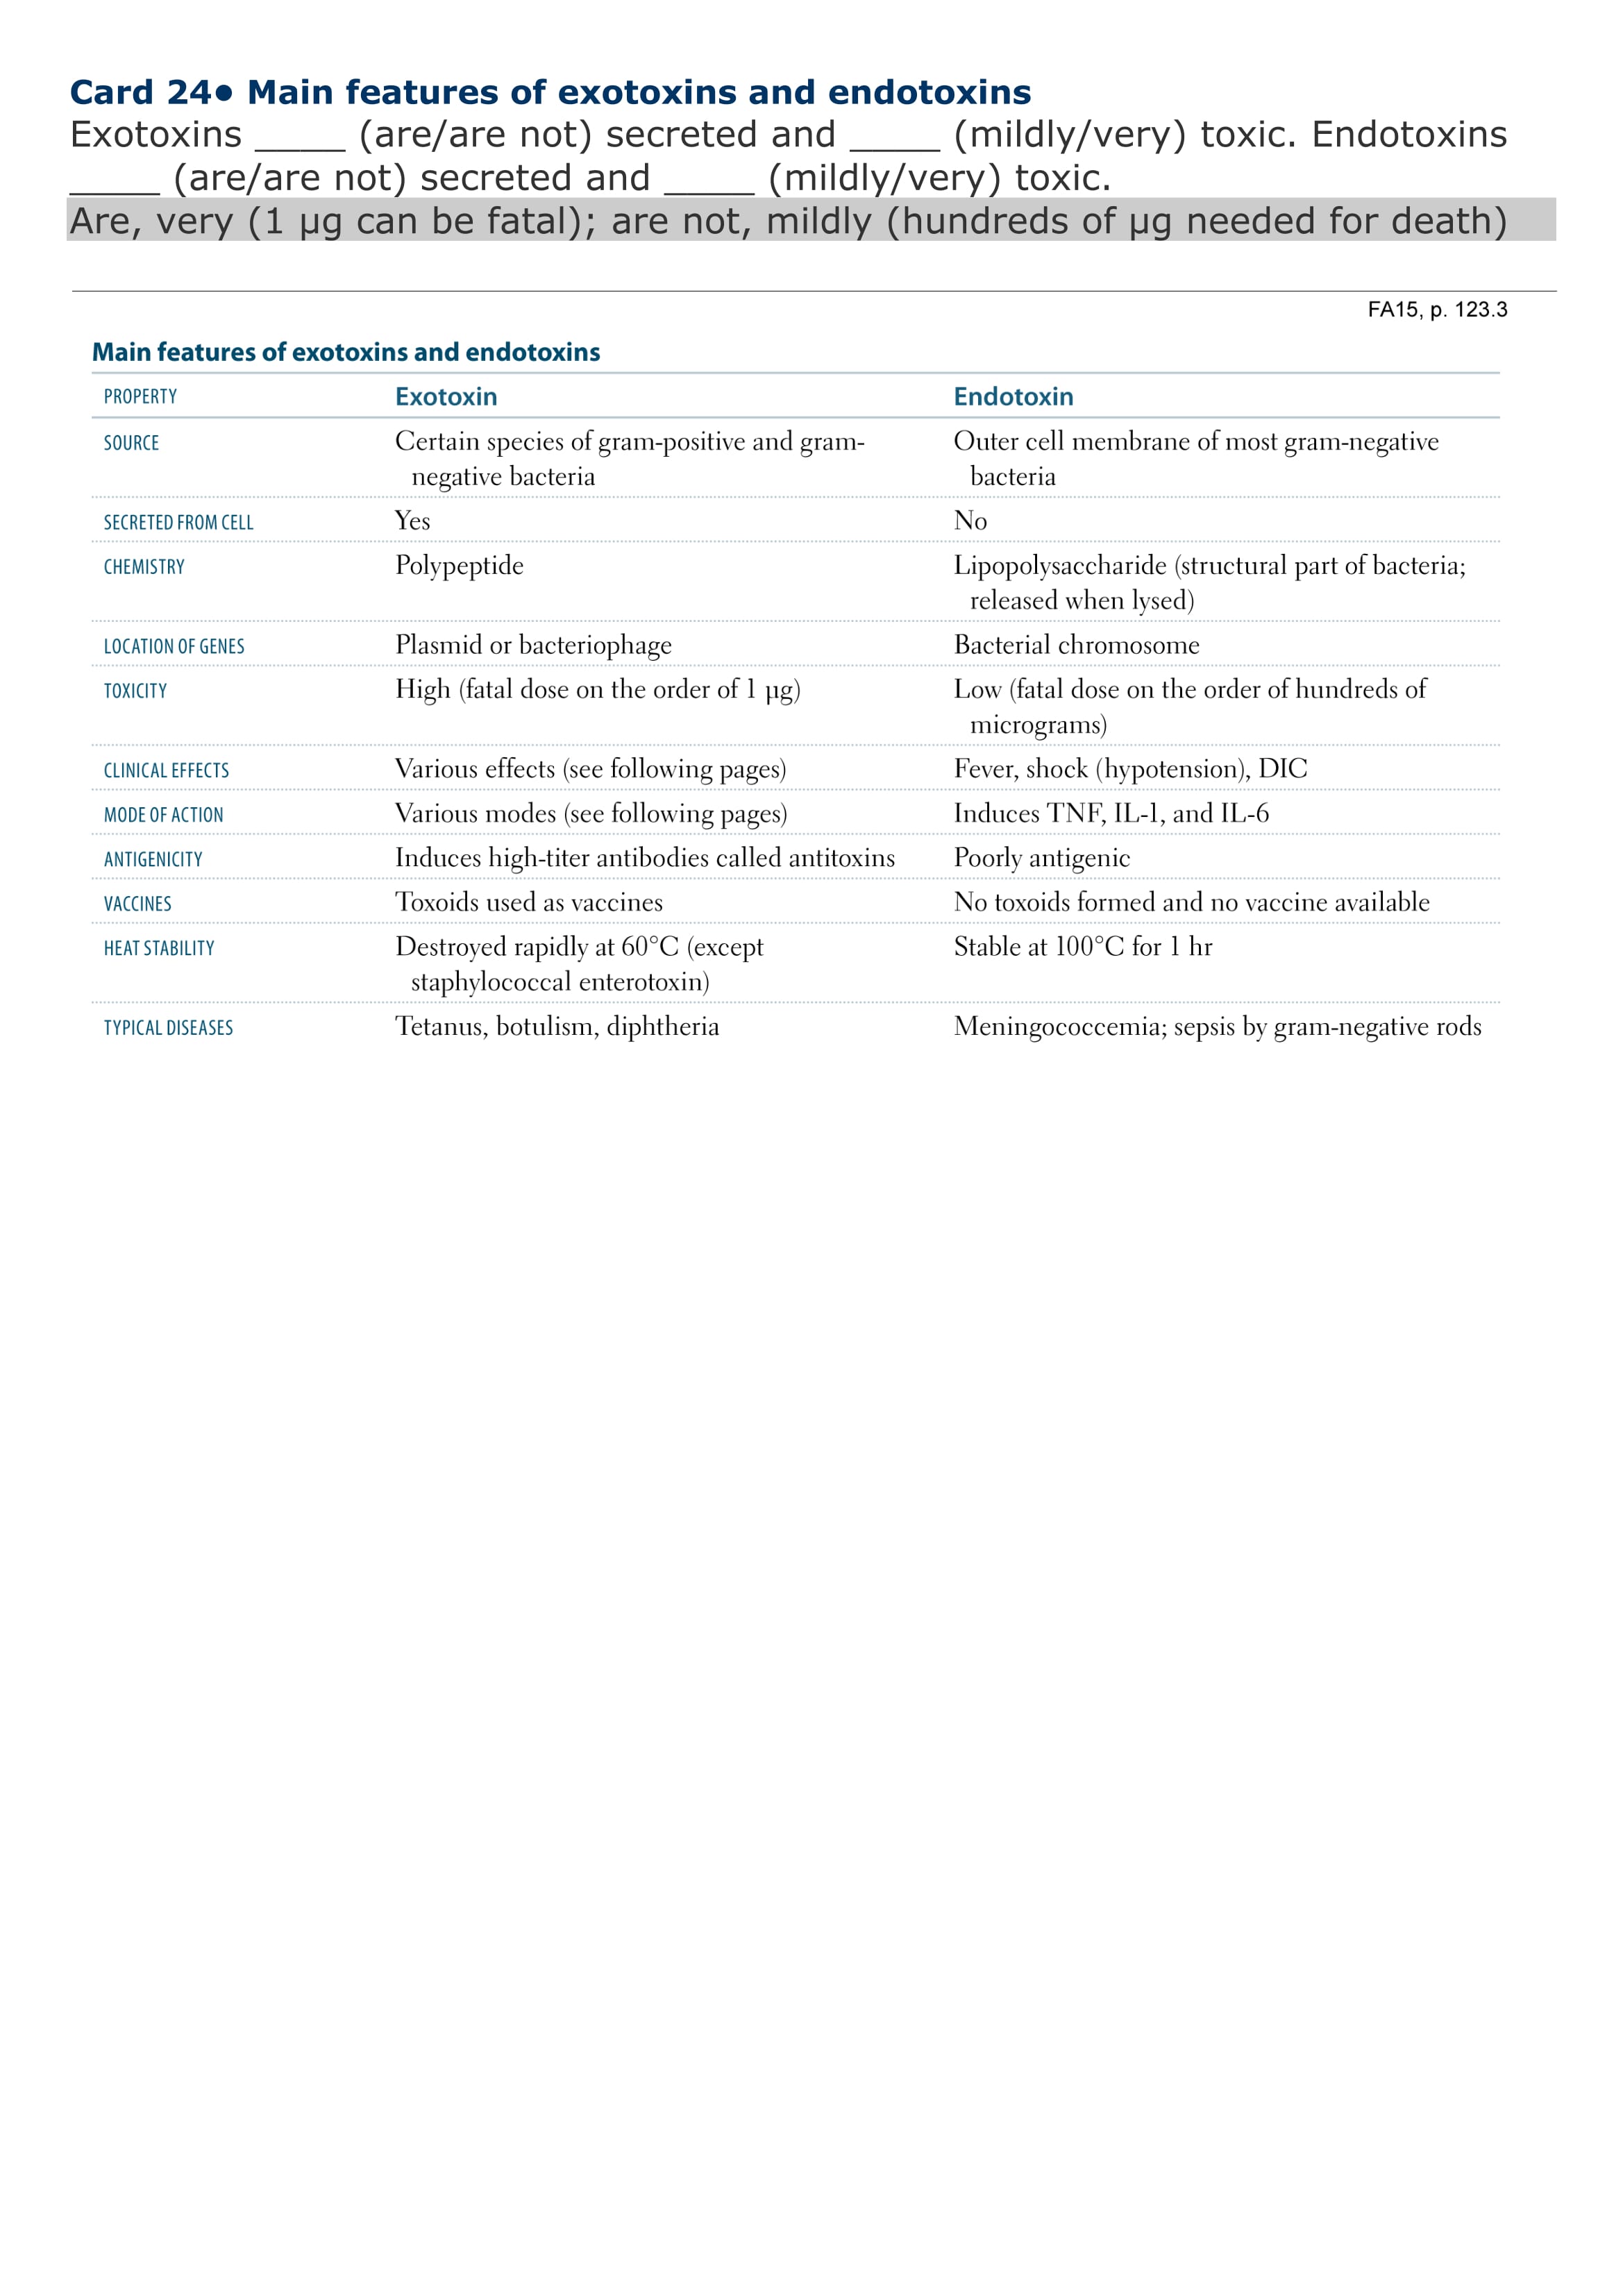 Card 24● Main features of exotoxins and endotoxins
Exotoxins ____ (are/are not) secreted and ____ (mildly/very) toxic. Endotoxins
____ (are/are not) secreted and ____ (mildly/very) toxic.
Are, very (1 µg can be fatal); are not, mildly (hundreds of µg needed for death)
FA15, p. 123.3
Main features of exotoxins and endotoxins
PROPERTY Exotoxin Endotoxin
SOURCE Certain species of gram-positive and gram- Outer cell membrane of most gram-negative
negative bacteria bacteria
SECRETED FROM CELL Yes No
CHEMISTRY Polypeptide Lipopolysaccharide (structural part of bacteria;
released when lysed)
LOCATION OF GENES Plasmid or bacteriophage Bacterial chromosome
TOXICITY High (fatal dose on the order of 1 µg) Low (fatal dose on the order of hundreds of
micrograms)
CLINICAL EFFECTS Various effects (see following pages) Fever, shock (hypotension), DIC
MODE OF ACTION Various modes (see following pages) Induces TNF, IL-1, and IL-6
ANTIGENICITY Induces high-titer antibodies called antitoxins Poorly antigenic
VACCINES Toxoids used as vaccines No toxoids formed and no vaccine available
HEAT STABILITY Destroyed rapidly at 60°C (except Stable at 100°C for 1 hr
staphylococcal enterotoxin)
TYPICAL DISEASES Tetanus, botulism, diphtheria Meningococcemia; sepsis by gram-negative rods